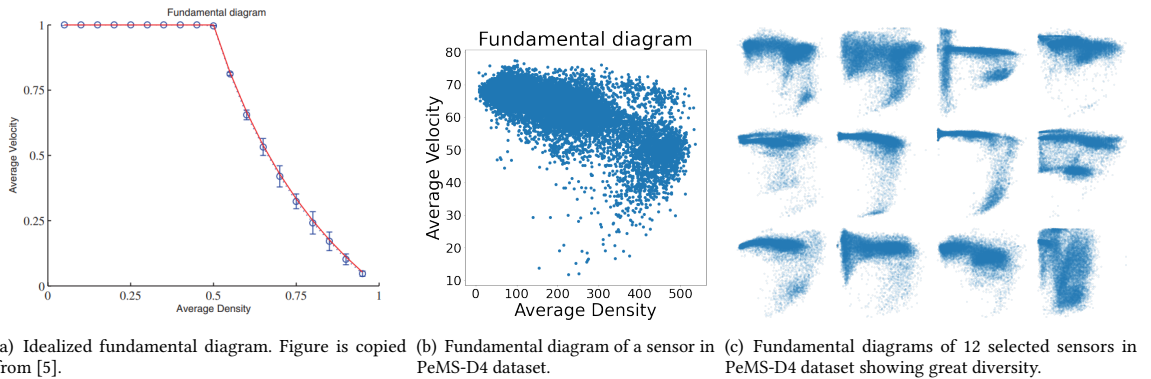 Fundamental diagram
1
0.75
0.5
0.25
0
0
0.25
0.5
0.75
1
Average Velocity
Average Density
Fundamental diagram
80
70
60
50
40
30
20
10
0
100
200
300
400
500
Average Velocity
Average Density
a) Idealized fundamental diagram. Figure is copied
from [5].
(b) Fundamental diagram of a sensor in
PeMS-D4 dataset.
(c) Fundamental diagrams of 12 selected sensors in
PeMS-D4 dataset showing great diversity.